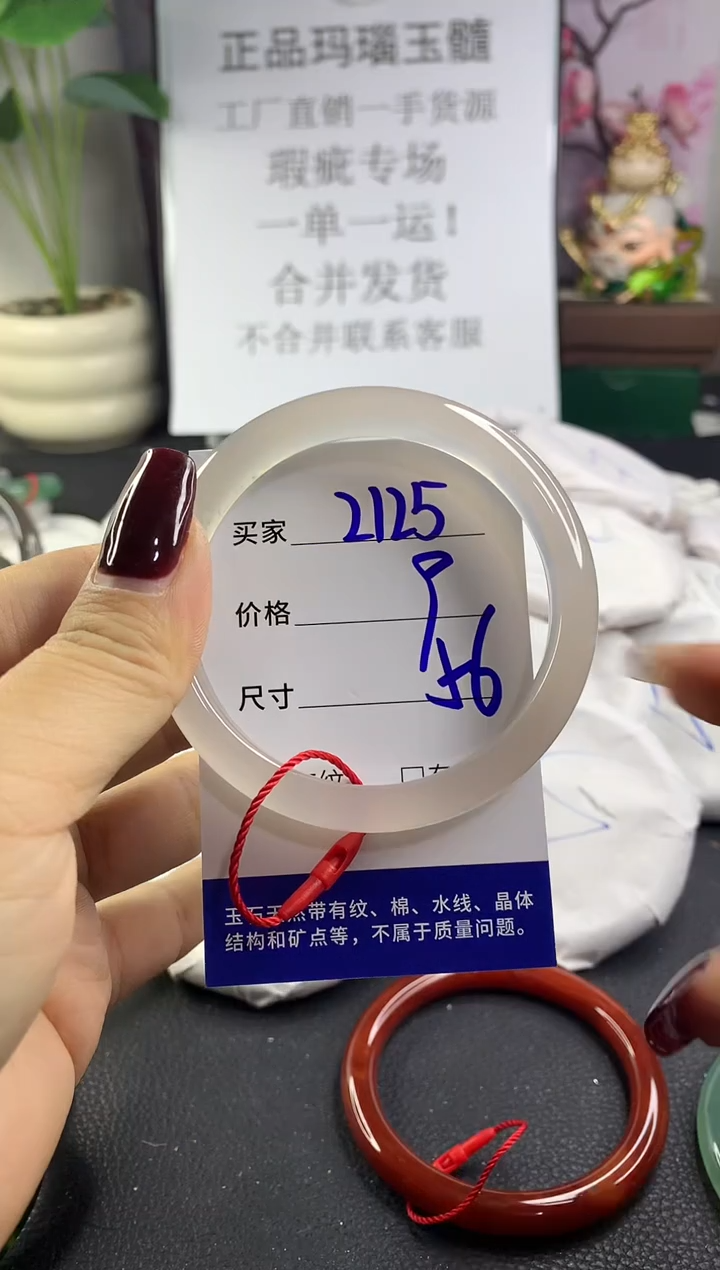 正品玛瑙玉髓
工厂直销一手货源
瑕疵专场
一单一运！
合并发货
不合并联系客服
买家 2125
价格
尺寸 56
纹 □有
玉石天然带有纹、棉、水线、晶体
结构和矿点等，不属于质量问题。